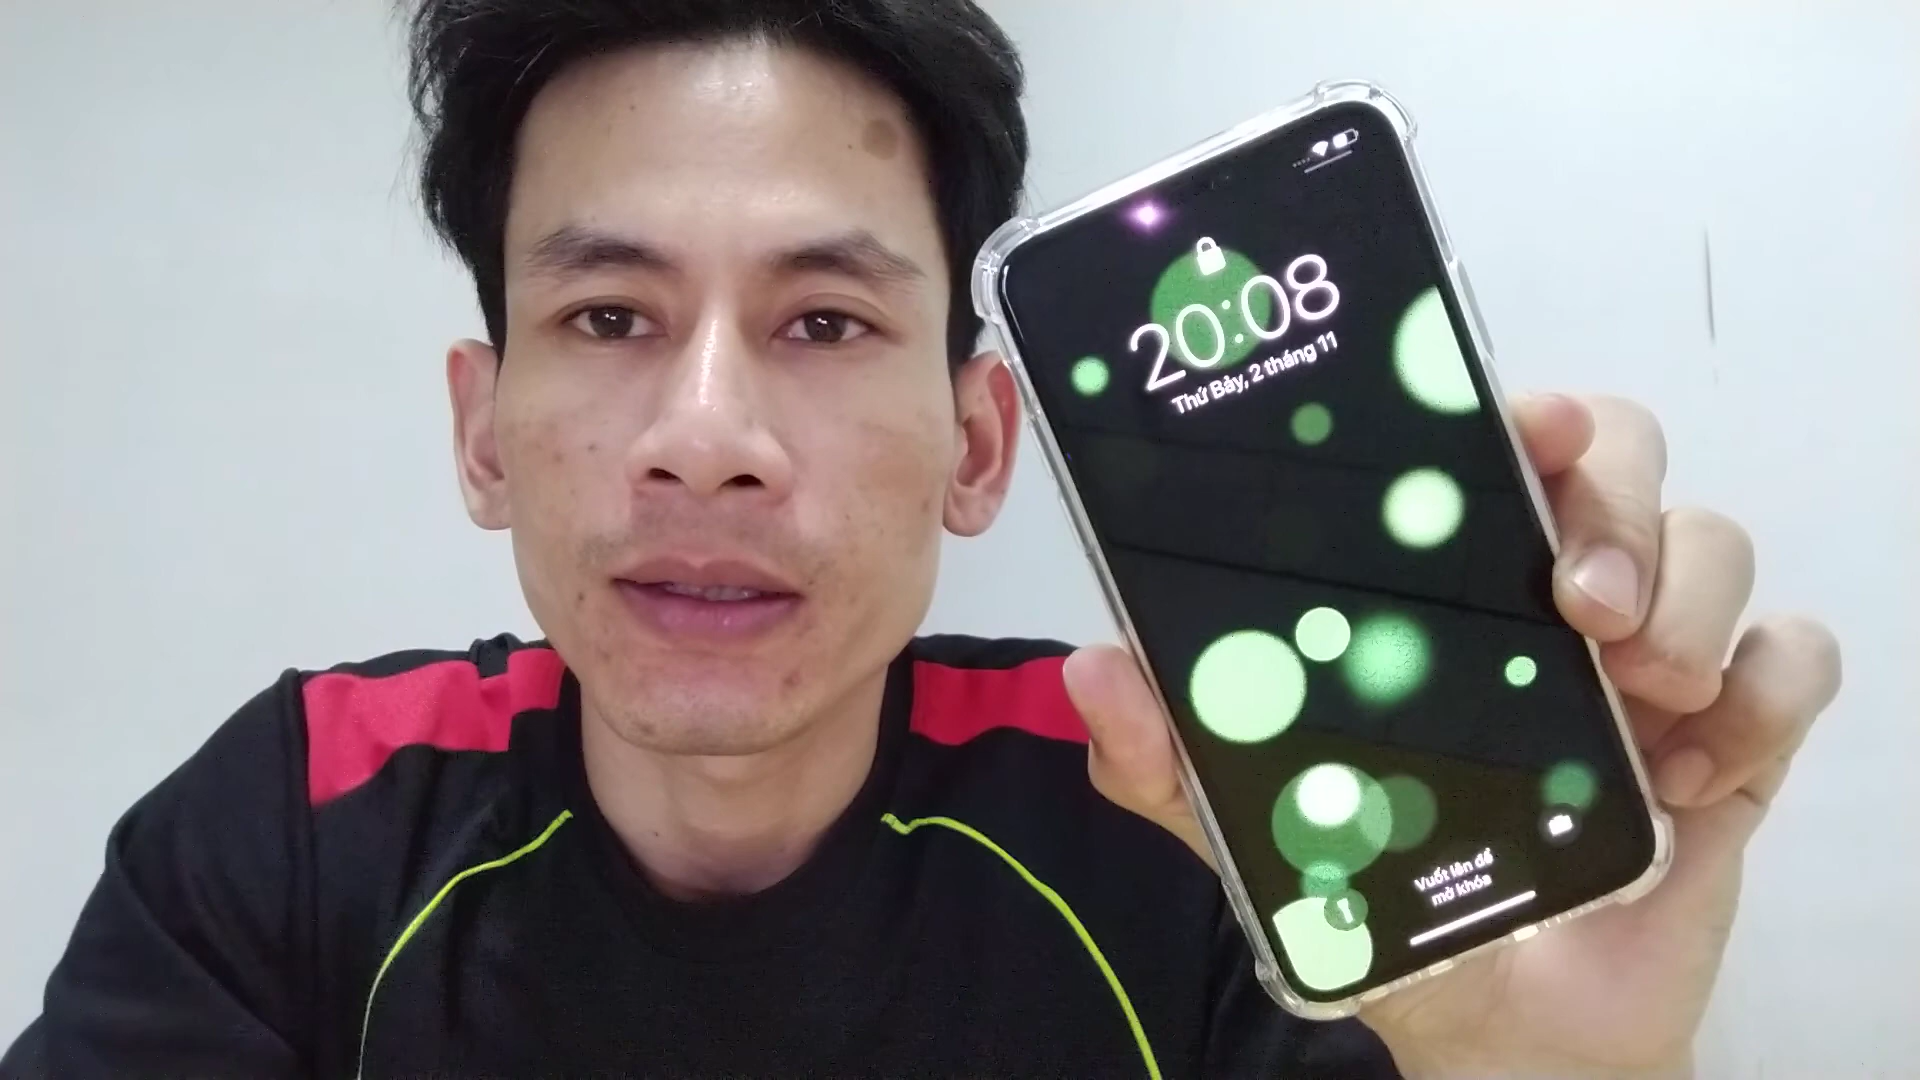 20:08
Thứ Bảy, 2 tháng 11
Vuốt lên để
mở khóa